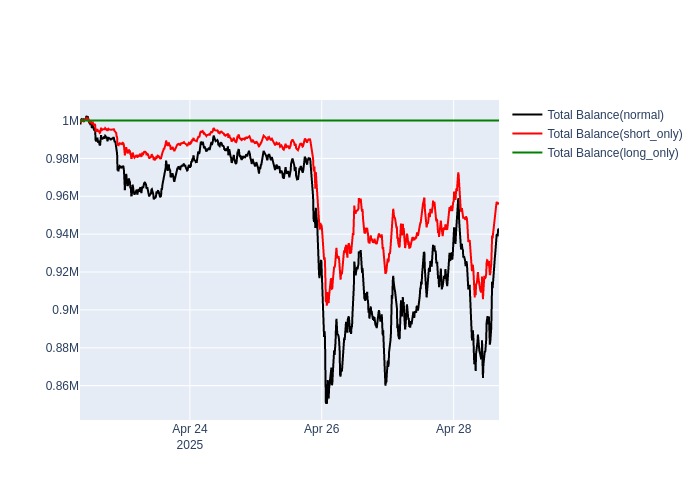 1M
0.98M
0.96M
0.94M
0.92M
0.9M
0.88M
0.86M
Apr 24
2025
Apr 26
Apr 28
Total Balance(normal)
Total Balance(short_only)
Total Balance(long_only)